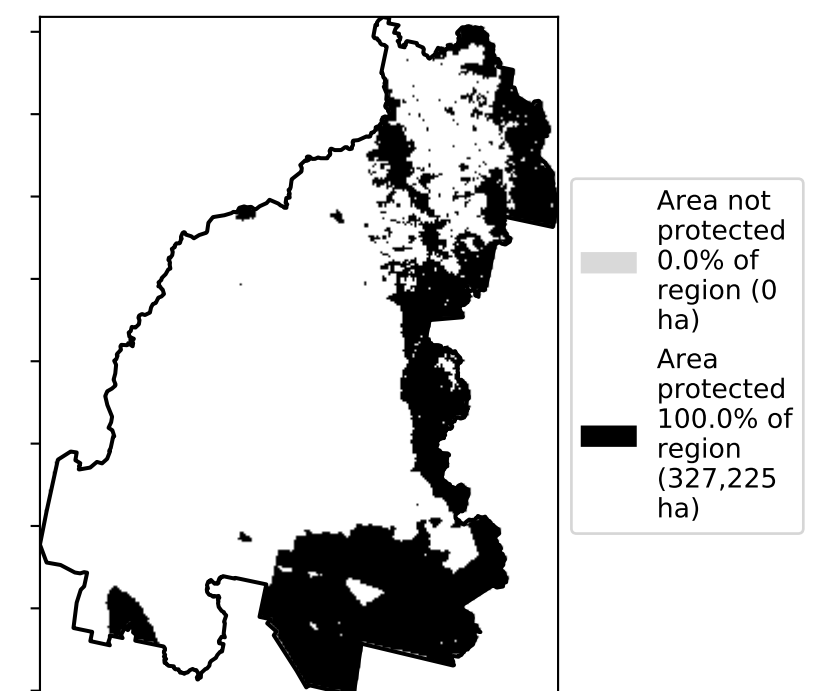 Area not
protected
0.0% of
region (0
ha)
Area
protected
100.0% of
region
(327,225
ha)